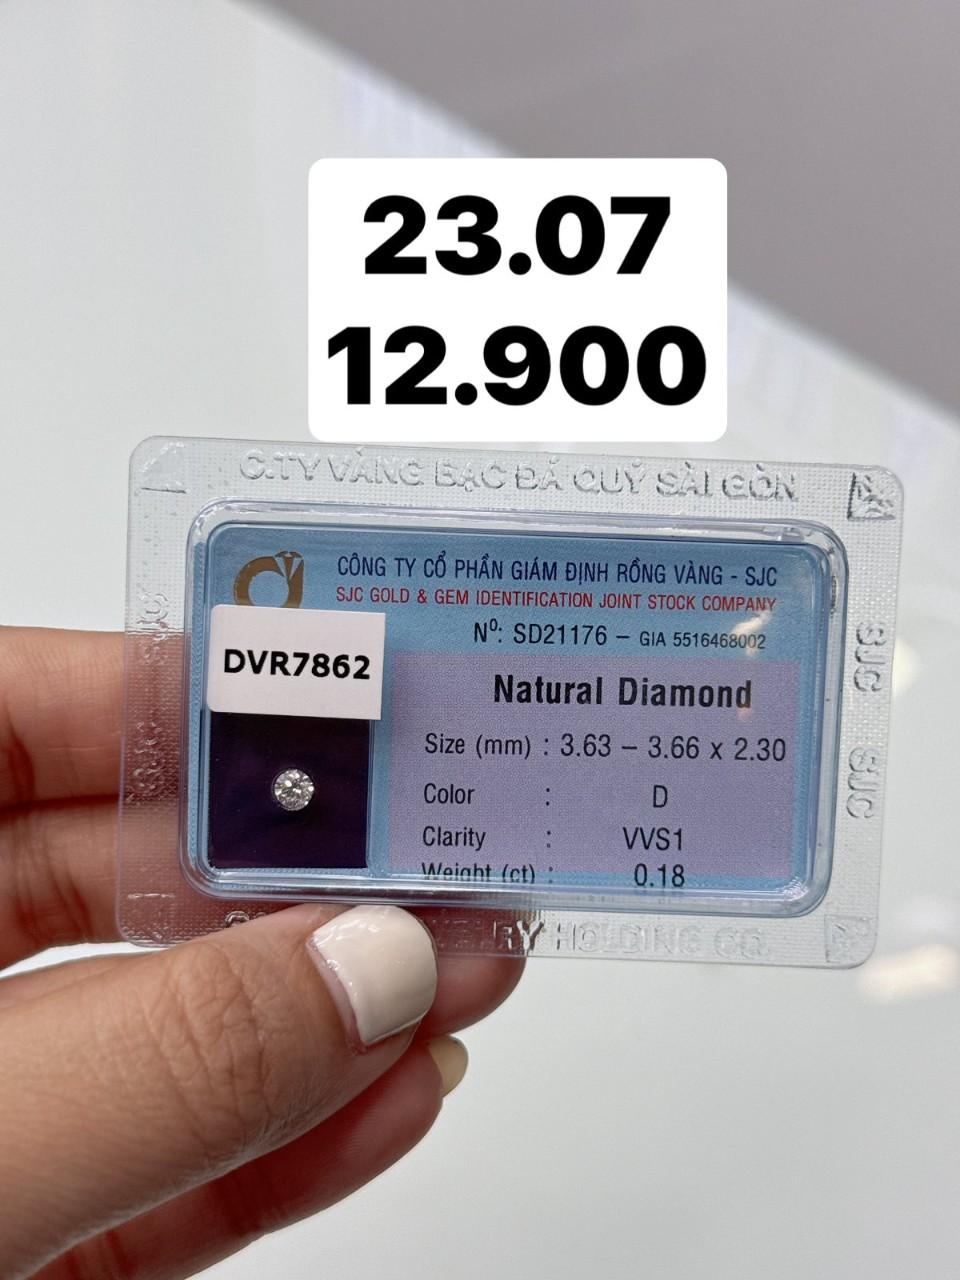 23.07
12.900
C.TY VÀNG BẠC ĐÁ QUÝ SÀI GÒN
CÔNG TY CỔ PHẦN GIÁM ĐỊNH RỒNG VÀNG - SJC
SJC GOLD & GEM IDENTIFICATION JOINT STOCK COMPANY
Nº: SD21176 – GIA 5516468002
DVR7862
Natural Diamond
Size (mm) : 3.63 – 3.66 x 2.30
Color : D
Clarity : VVS1
Weight (ct) : 0.18
SJC
SJC
HOLDING CO.